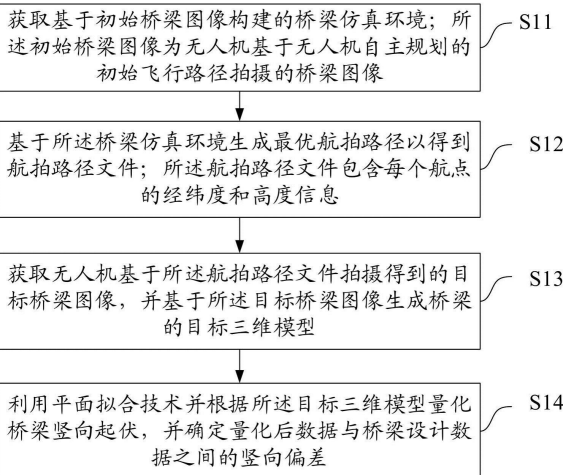 获取基于初始桥梁图像构建的桥梁仿真环境；所
述初始桥梁图像为无人机基于无人机自主规划的
初始飞行路径拍摄的桥梁图像
S11
基于所述桥梁仿真环境生成最优航拍路径以得到
航拍路径文件；所述航拍路径文件包含每个航点
的经纬度和高度信息
S12
获取无人机基于所述航拍路径文件拍摄得到的目
标桥梁图像，并基于所述目标桥梁图像生成桥梁
的目标三维模型
S13
利用平面拟合技术并根据所述目标三维模型量化
桥梁竖向起伏，并确定量化后数据与桥梁设计数
据之间的竖向偏差
S14